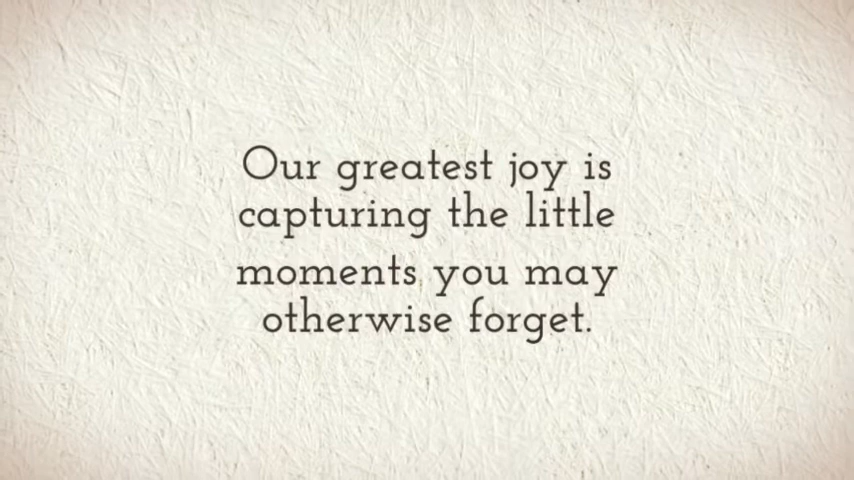 Our greatest joy is
capturing the little
moments you may
otherwise forget.